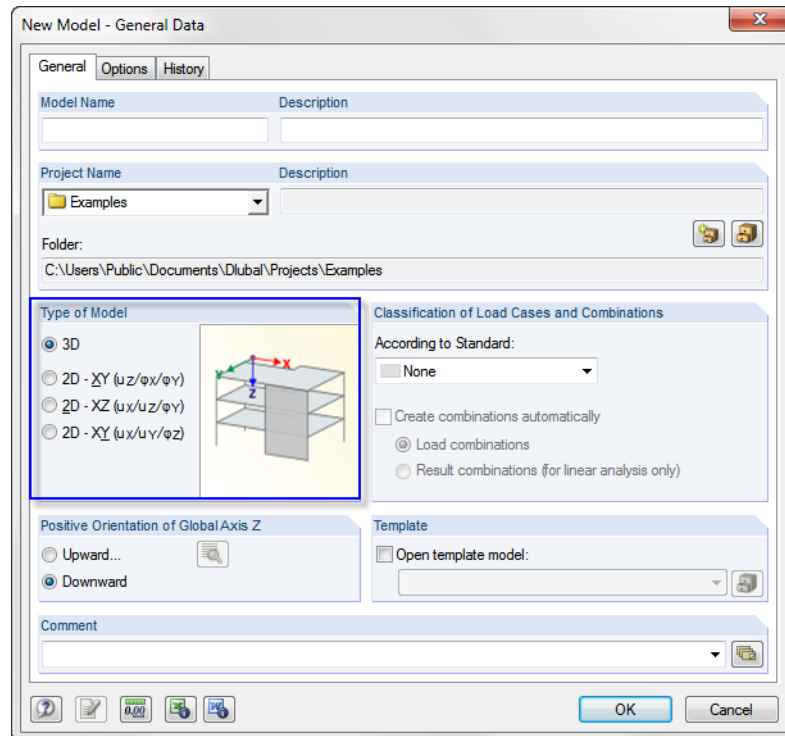 New Model - General Data
General Options History
Model Name Description
Project Name Description
Examples
Folder:
C:\Users\Public\Documents\Dlubal\Projects\Examples
Type of Model
3D
2D - XY (uZ/φX/φY)
2D - XZ (uX/uZ/φY)
2D - XY (uX/uY/φZ)
X
Y
Z
Classification of Load Cases and Combinations
According to Standard:
None
Create combinations automatically
Load combinations
Result combinations (for linear analysis only)
Positive Orientation of Global Axis Z
Upward...
Downward
Template
Open template model:
Comment
0.00
OK Cancel